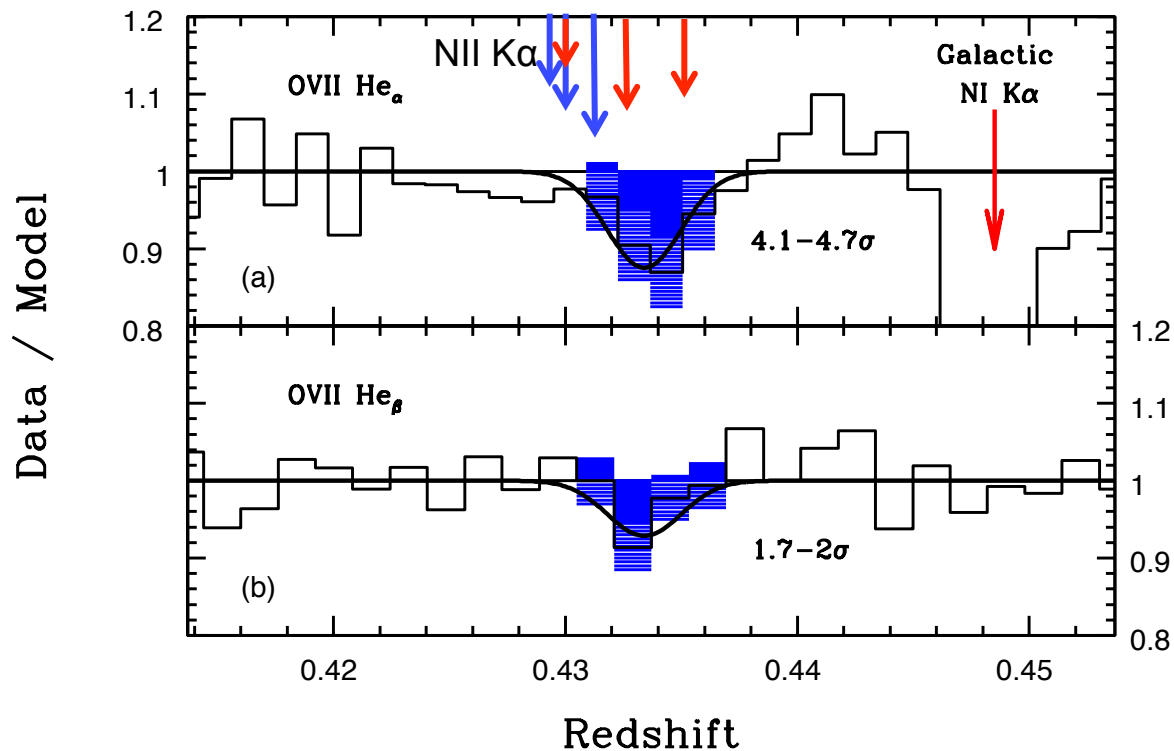 1.2
NII Kα
OVII Heα
Galactic
NI Kα
1.1
1
0.9
4.1−4.7σ
(a)
0.8
1.2
OVII Heβ
1.1
1
1.7−2σ
0.9
(b)
0.8
0.42
0.43
0.44
0.45
Redshift
Data / Model